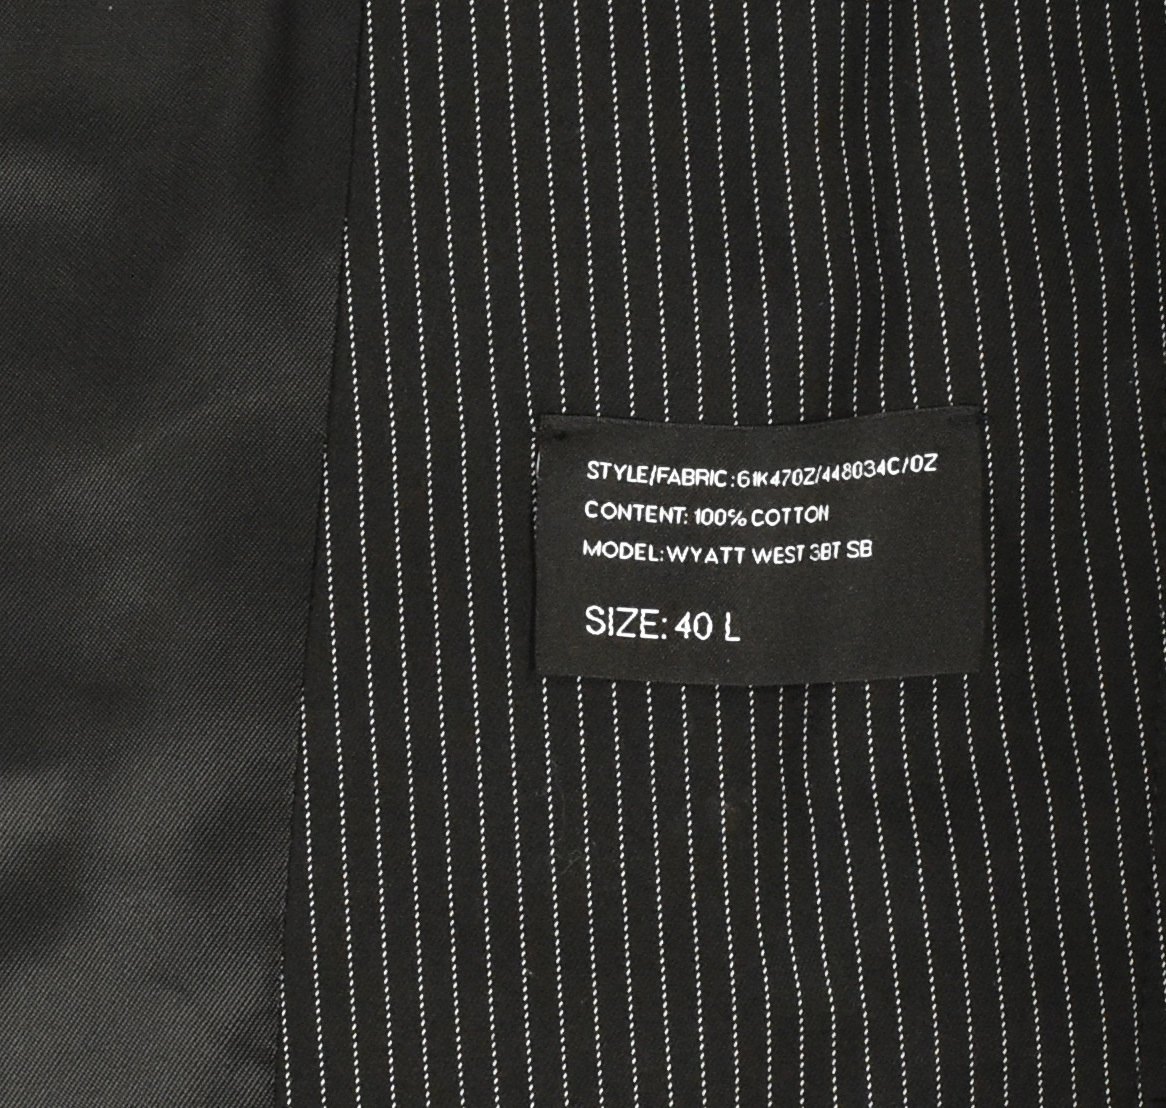 STYLE/FABRIC:61K470Z/448034C/0Z
CONTENT: 100% COTTON
MODEL:WYATT WEST 3BT SB
SIZE: 40 L